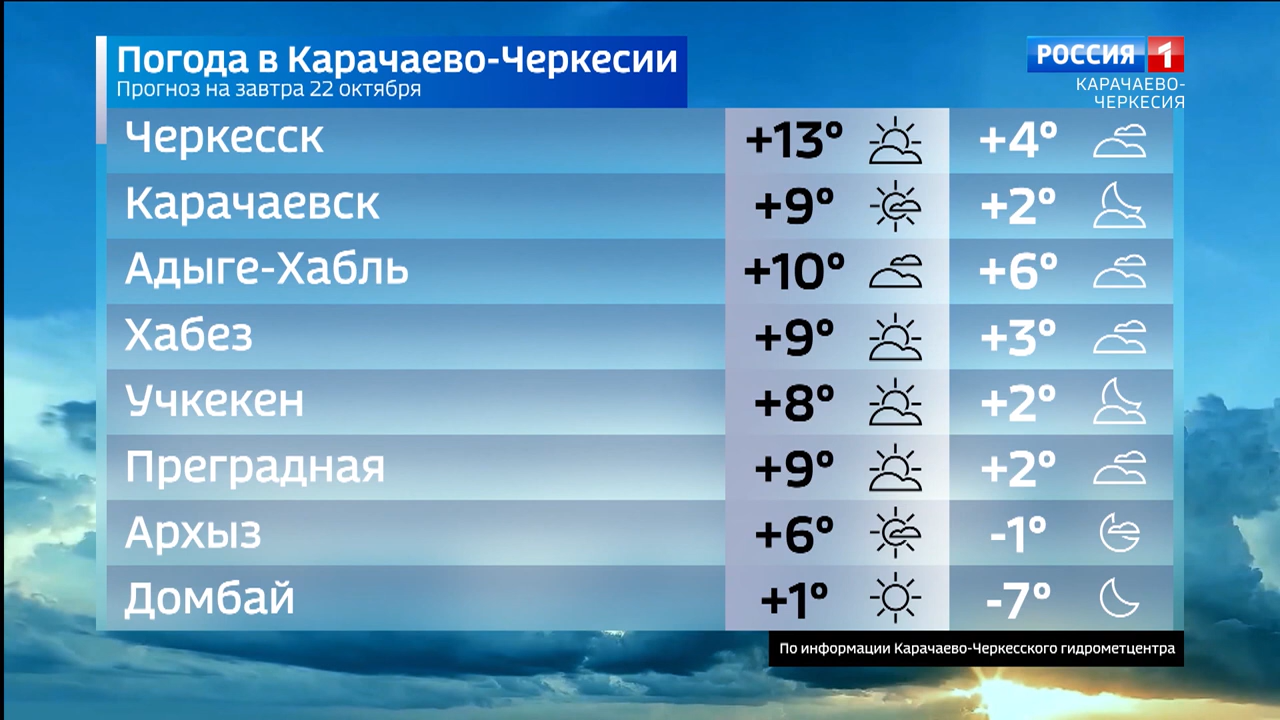 Погода в Карачаево-Черкесии
Прогноз на завтра 22 октября
РОССИЯ 1
КАРАЧАЕВО-
ЧЕРКЕСИЯ
Черкесск +13° +4°
Карачаевск +9° +2°
Адыге-Хабль +10° +6°
Хабез +9° +3°
Учкекен +8° +2°
Преградная +9° +2°
Архыз +6° -1°
Домбай +1° -7°
По информации Карачаево-Черкесского гидрометцентра